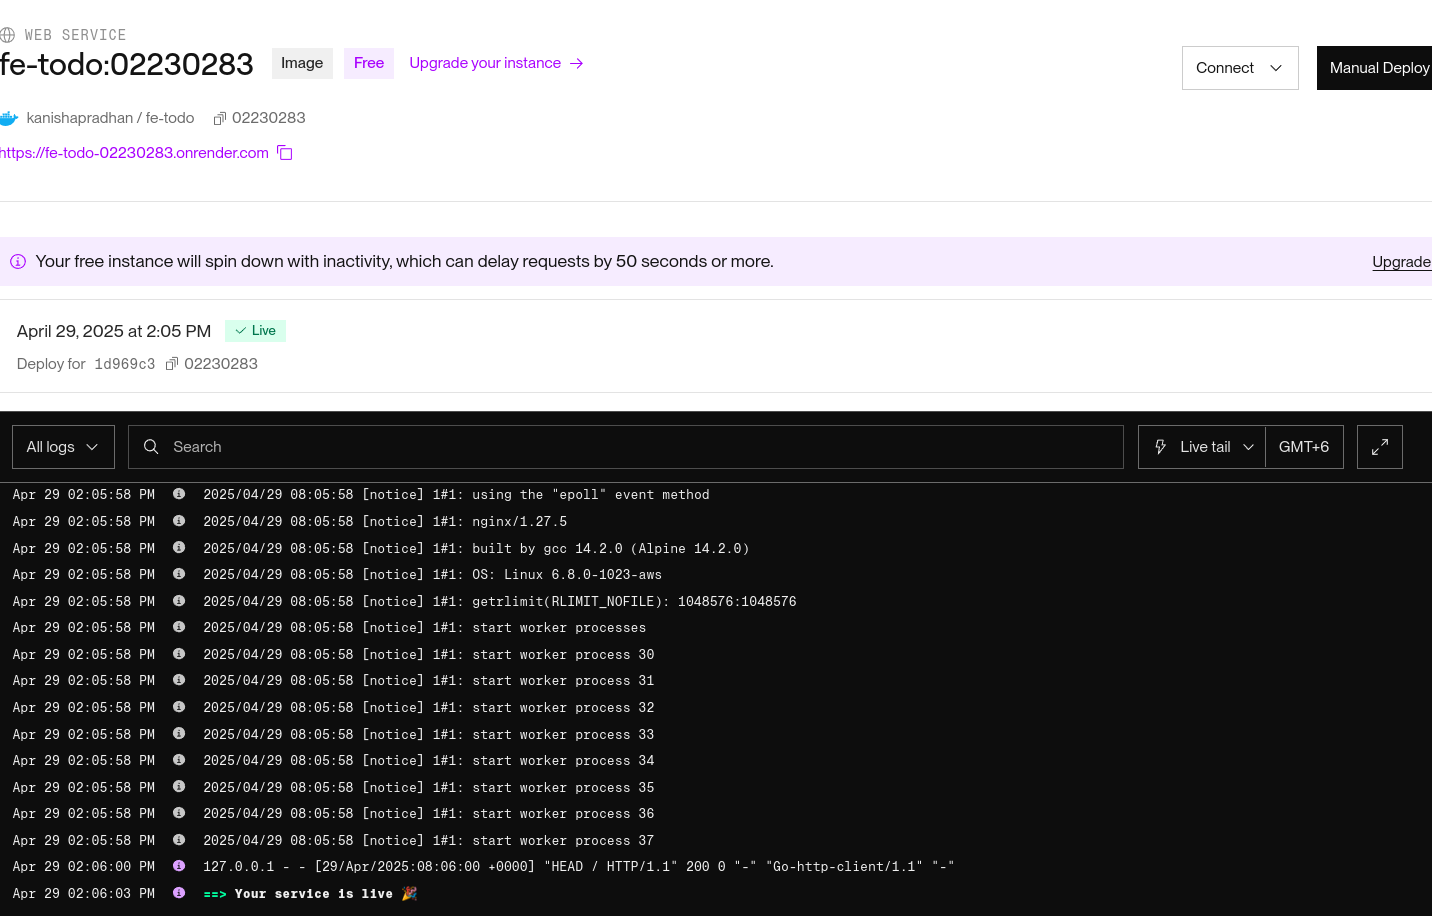 WEB SERVICE
fe-todo:02230283 Image Free Upgrade your instance →
Connect
Manual Deploy
kanishapradhan / fe-todo 02230283
https://fe-todo-02230283.onrender.com
Your free instance will spin down with inactivity, which can delay requests by 50 seconds or more.
Upgrade
April 29, 2025 at 2:05 PM Live
Deploy for 1d969c3 02230283
All logs Search Live tail GMT+6
Apr 29 02:05:58 PM 2025/04/29 08:05:58 [notice] 1#1: using the "epoll" event method
Apr 29 02:05:58 PM 2025/04/29 08:05:58 [notice] 1#1: nginx/1.27.5
Apr 29 02:05:58 PM 2025/04/29 08:05:58 [notice] 1#1: built by gcc 14.2.0 (Alpine 14.2.0)
Apr 29 02:05:58 PM 2025/04/29 08:05:58 [notice] 1#1: OS: Linux 6.8.0-1023-aws
Apr 29 02:05:58 PM 2025/04/29 08:05:58 [notice] 1#1: getrlimit(RLIMIT_NOFILE): 1048576:1048576
Apr 29 02:05:58 PM 2025/04/29 08:05:58 [notice] 1#1: start worker processes
Apr 29 02:05:58 PM 2025/04/29 08:05:58 [notice] 1#1: start worker process 30
Apr 29 02:05:58 PM 2025/04/29 08:05:58 [notice] 1#1: start worker process 31
Apr 29 02:05:58 PM 2025/04/29 08:05:58 [notice] 1#1: start worker process 32
Apr 29 02:05:58 PM 2025/04/29 08:05:58 [notice] 1#1: start worker process 33
Apr 29 02:05:58 PM 2025/04/29 08:05:58 [notice] 1#1: start worker process 34
Apr 29 02:05:58 PM 2025/04/29 08:05:58 [notice] 1#1: start worker process 35
Apr 29 02:05:58 PM 2025/04/29 08:05:58 [notice] 1#1: start worker process 36
Apr 29 02:05:58 PM 2025/04/29 08:05:58 [notice] 1#1: start worker process 37
Apr 29 02:06:00 PM 127.0.0.1 - - [29/Apr/2025:08:06:00 +0000] "HEAD / HTTP/1.1" 200 0 "-" "Go-http-client/1.1" "-"
Apr 29 02:06:03 PM ==> Your service is live 🎉